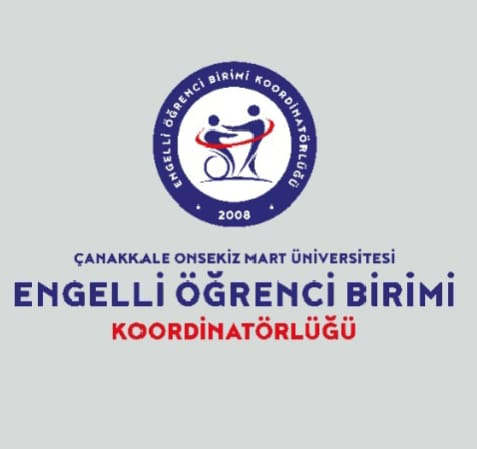 ENGELLİ ÖĞRENCİ BİRİMİ KOORDİNATÖRLÜĞÜ
2008
ÇANAKKALE ONSEKİZ MART ÜNİVERSİTESİ
ENGELLİ ÖĞRENCİ BİRİMİ
KOORDİNATÖRLÜĞÜ